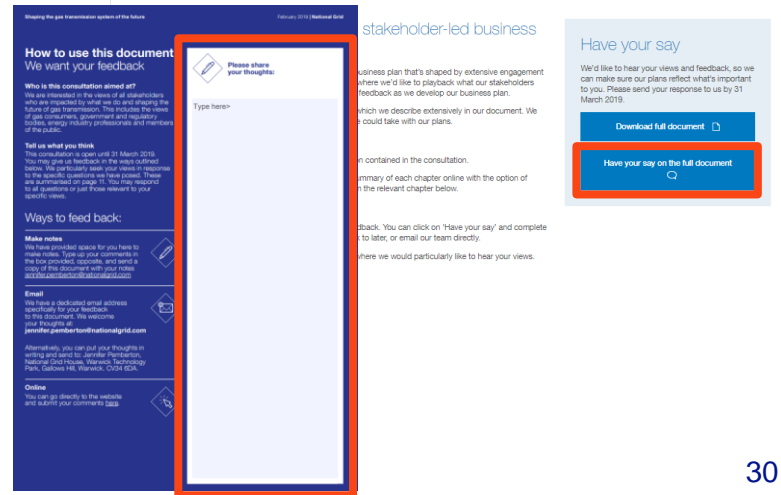 Shaping the gas transmission system of the future
February 2019 | National Grid
How to use this document
We want your feedback
Who is this consultation aimed at?
We are interested in the views of all stakeholders
who are impacted by what we do and shaping the
future of gas transmission. This includes the views
of gas consumers, government and regulatory
bodies, energy industry professionals and members
of the public.
Tell us what you think
This consultation is open until 31 March 2019.
You may give us feedback in the ways outlined
below. We particularly seek your views in response
to the specific questions we have posed. These
are summarised on page 11. You may respond
to all questions or just those relevant to your
specific views.
Ways to feed back:
Make notes
We have provided space for you here to
make notes. Type up your comments in
the box provided, opposite, and send a
copy of this document with your notes
jennifer.pemberton@nationalgrid.com
Email
We have a dedicated email address
specifically for your feedback
to this document. We welcome
your thoughts at:
jennifer.pemberton@nationalgrid.com
Alternatively, you can put your thoughts in
writing and send to: Jennifer Pemberton,
National Grid House, Warwick Technology
Park, Gallows Hill, Warwick. CV34 6DA.
Online
You can go directly to the website
and submit your comments here.
Please share
your thoughts:
Type here>
stakeholder-led business
business plan that's shaped by extensive engagement
where we'd like to playback what our stakeholders
feedback as we develop our business plan.
which we describe extensively in our document. We
could take with our plans.
contained in the consultation.
summary of each chapter online with the option of
the relevant chapter below.
You can click on 'Have your say' and complete
to later, or email our team directly.
where we would particularly like to hear your views.
Have your say
We'd like to hear your views and feedback, so we
can make sure our plans reflect what's important
to you. Please send your response to us by 31
March 2019.
Download full document
Have your say on the full document
30